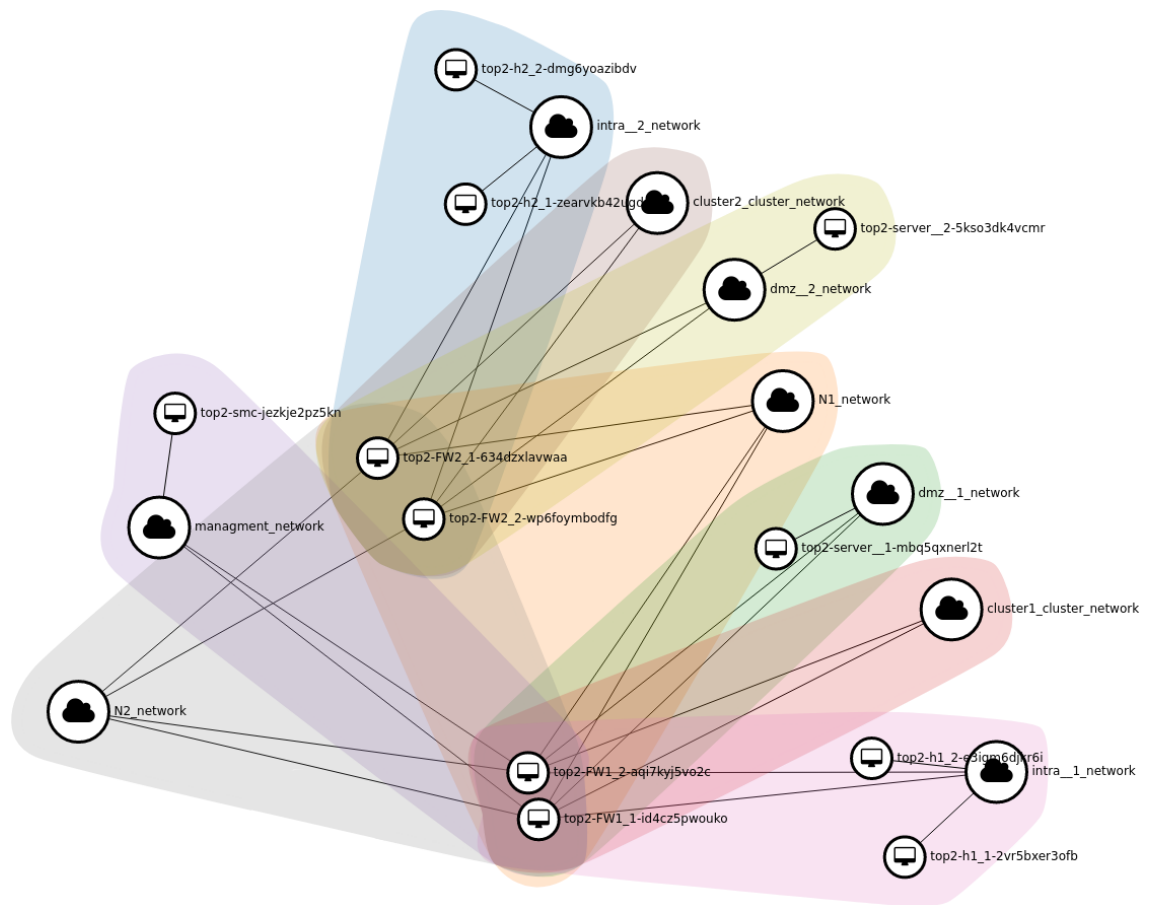 top2-h2_2-dmg6yoazibdv
intra__2_network
top2-h2_1-zearvkb42ugd
cluster2_cluster_network
top2-server__2-5kso3dk4vcmr
dmz__2_network
N1_network
top2-smc-jezkje2pz5kn
top2-FW2_1-634dzxlavwaa
dmz__1_network
top2-FW2_2-wp6foymbodfg
managment_network
top2-server__1-mbq5qxnerl2t
cluster1_cluster_network
N2_network
top2-FW1_2-aqi7kyj5vo2c
intra__1_network
top2-FW1_1-id4cz5pwouko
top2-h1_1-2vr5bxer3ofb